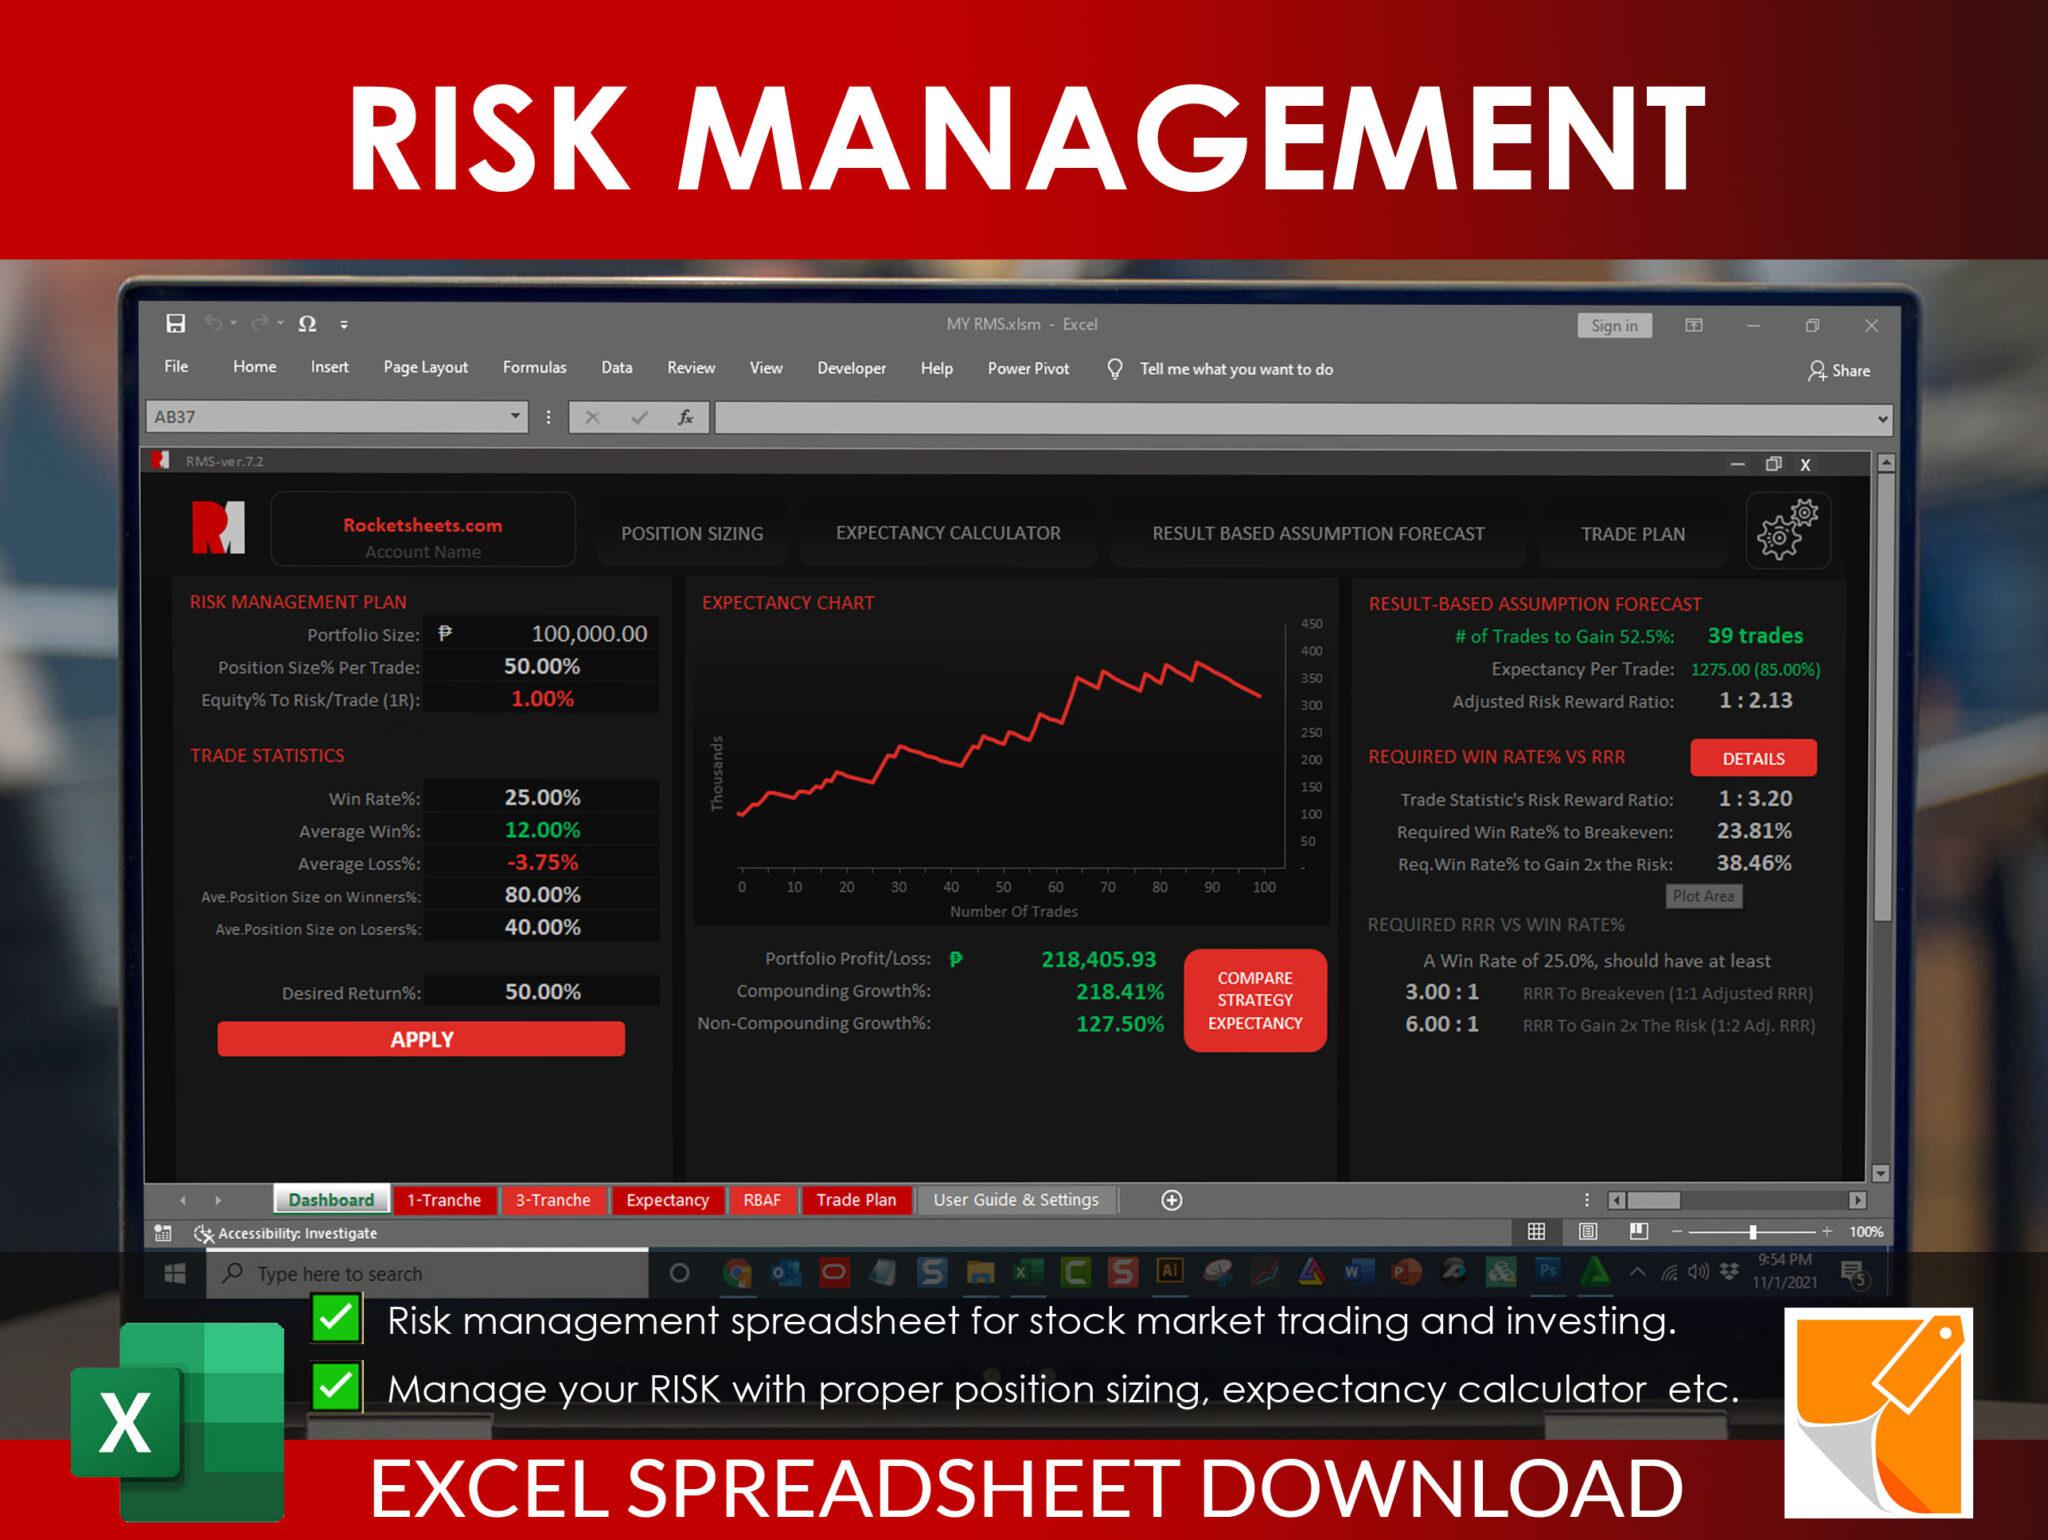 RISK MANAGEMENT
MY RMS.xlsm - Excel
Sign in
File Home Insert Page Layout Formulas Data Review View Developer Help Power Pivot Tell me what you want to do Share
AB37
fx
RMS-ver.7.2
X
RM
Rocketsheets.com
Account Name
POSITION SIZING
EXPECTANCY CALCULATOR
RESULT BASED ASSUMPTION FORECAST
TRADE PLAN
RISK MANAGEMENT PLAN
Portfolio Size: ₱ 100,000.00
Position Size% Per Trade: 50.00%
Equity% To Risk/Trade (1R): 1.00%
TRADE STATISTICS
Win Rate%: 25.00%
Average Win%: 12.00%
Average Loss%: -3.75%
Ave.Position Size on Winners%: 80.00%
Ave.Position Size on Losers%: 40.00%
Desired Return%: 50.00%
APPLY
EXPECTANCY CHART
450
400
350
300
250
200
150
100
50
-
Thousands
0 10 20 30 40 50 60 70 80 90 100
Number Of Trades
Portfolio Profit/Loss: ₱ 218,405.93
Compounding Growth%: 218.41%
Non-Compounding Growth%: 127.50%
COMPARE
STRATEGY
EXPECTANCY
RESULT-BASED ASSUMPTION FORECAST
# of Trades to Gain 52.5%: 39 trades
Expectancy Per Trade: 1275.00 (85.00%)
Adjusted Risk Reward Ratio: 1 : 2.13
REQUIRED WIN RATE% VS RRR
DETAILS
Trade Statistic's Risk Reward Ratio: 1 : 3.20
Required Win Rate% to Breakeven: 23.81%
Req.Win Rate% to Gain 2x the Risk: 38.46%
Plot Area
REQUIRED RRR VS WIN RATE%
A Win Rate of 25.0%, should have at least
3.00 : 1 RRR To Breakeven (1:1 Adjusted RRR)
6.00 : 1 RRR To Gain 2x The Risk (1:2 Adj. RRR)
Dashboard 1-Tranche 3-Tranche Expectancy RBAF Trade Plan User Guide & Settings
Accessibility: Investigate
100%
Type here to search
9:54 PM
11/1/2021
5
Risk management spreadsheet for stock market trading and investing.
Manage your RISK with proper position sizing, expectancy calculator etc.
X
EXCEL SPREADSHEET DOWNLOAD